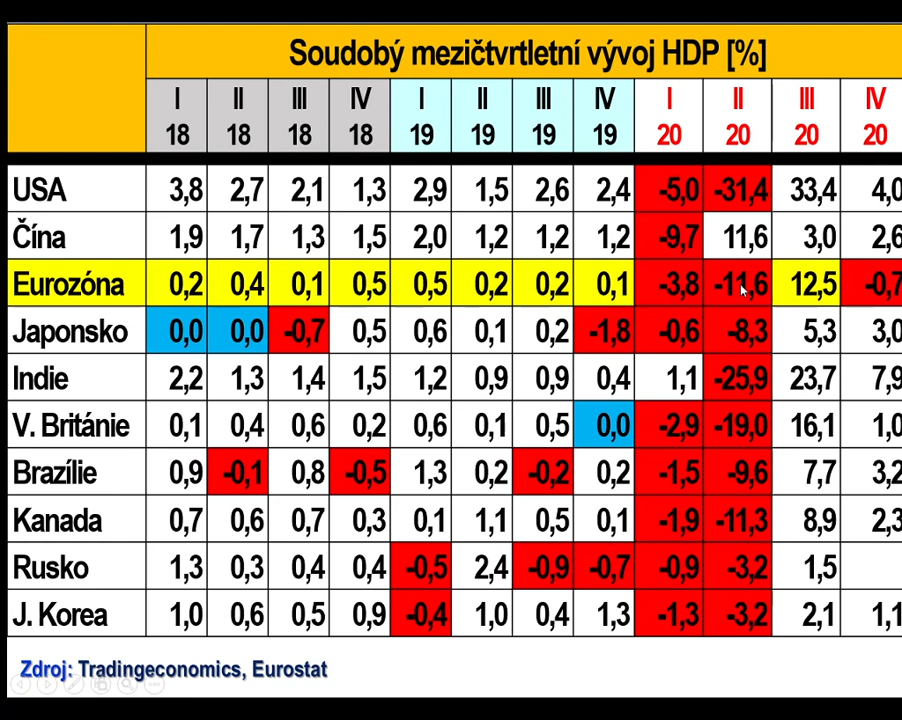 Soudobý mezičtvrtletní vývoj HDP [%]
I II III IV I II III IV I II III IV
18 18 18 18 19 19 19 19 20 20 20 20
USA 3,8 2,7 2,1 1,3 2,9 1,5 2,6 2,4 -5,0 -31,4 33,4 4,0
Čína 1,9 1,7 1,3 1,5 2,0 1,2 1,2 1,2 -9,7 11,6 3,0 2,6
Eurozóna 0,2 0,4 0,1 0,5 0,5 0,2 0,2 0,1 -3,8 -11,6 12,5 -0,7
Japonsko 0,0 0,0 -0,7 0,5 0,6 0,1 0,2 -1,8 -0,6 -8,3 5,3 3,0
Indie 2,2 1,3 1,4 1,5 1,2 0,9 0,9 0,4 1,1 -25,9 23,7 7,9
V. Británie 0,1 0,4 0,6 0,2 0,6 0,1 0,5 0,0 -2,9 -19,0 16,1 1,0
Brazílie 0,9 -0,1 0,8 -0,5 1,3 0,2 -0,2 0,2 -1,5 -9,6 7,7 3,2
Kanada 0,7 0,6 0,7 0,3 0,1 1,1 0,5 0,1 -1,9 -11,3 8,9 2,3
Rusko 1,3 0,3 0,4 0,4 -0,5 2,4 -0,9 -0,7 -0,9 -3,2 1,5
J. Korea 1,0 0,6 0,5 0,9 -0,4 1,0 0,4 1,3 -1,3 -3,2 2,1 1,1
Zdroj: Tradingeconomics, Eurostat